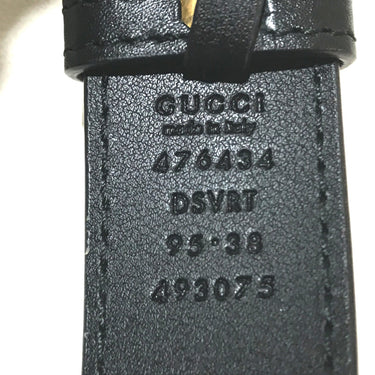 GUCCI
made in italy
476434
DSVRT
95·38
493075